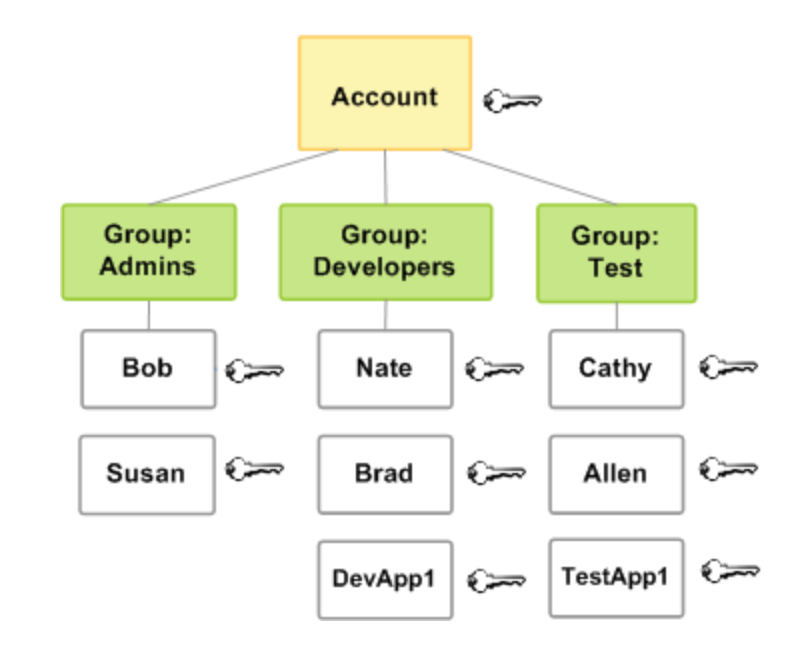 Account
Group:
Admins
Group:
Developers
Group:
Test
Bob
Nate
Cathy
Susan
Brad
Allen
DevApp1
TestApp1